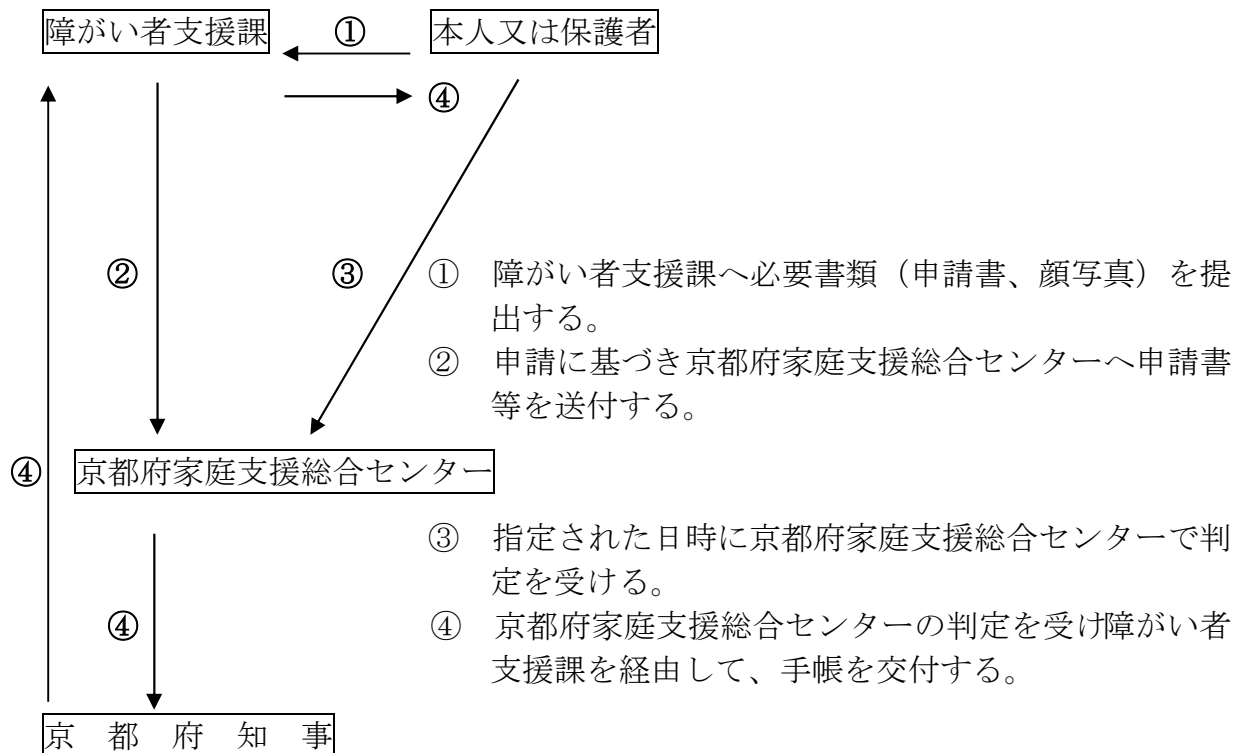 障がい者支援課 ① 本人又は保護者
④
② ③ ① 障がい者支援課へ必要書類（申請書、顔写真）を提
出する。
② 申請に基づき京都府家庭支援総合センターへ申請書
等を送付する。
④ 京都府家庭支援総合センター
③ 指定された日時に京都府家庭支援総合センターで判
定を受ける。
④ ④ 京都府家庭支援総合センターの判定を受け障がい者
支援課を経由して、手帳を交付する。
京 都 府 知 事